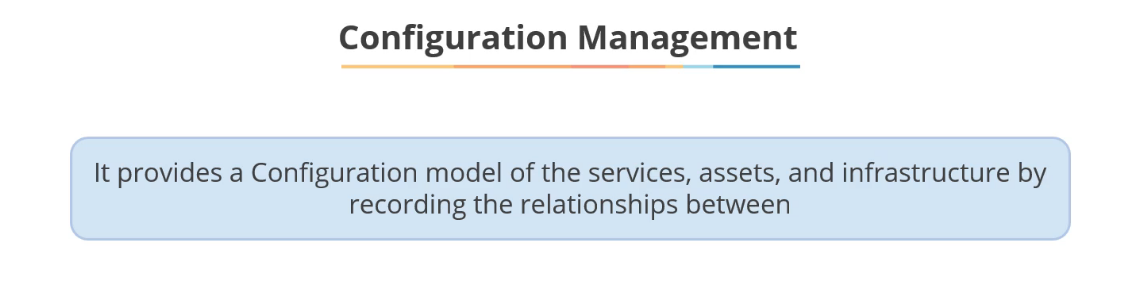 Configuration Management
It provides a Configuration model of the services, assets, and infrastructure by
recording the relationships between